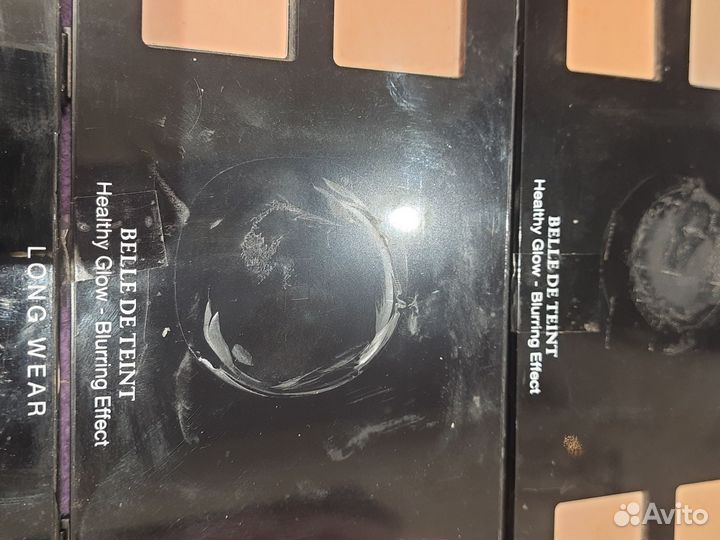 LONG WEAR
BELLE DE TEINT
Healthy Glow - Blurring Effect
BELLE DE TEINT
Healthy Glow - Blurring Effect
Avito